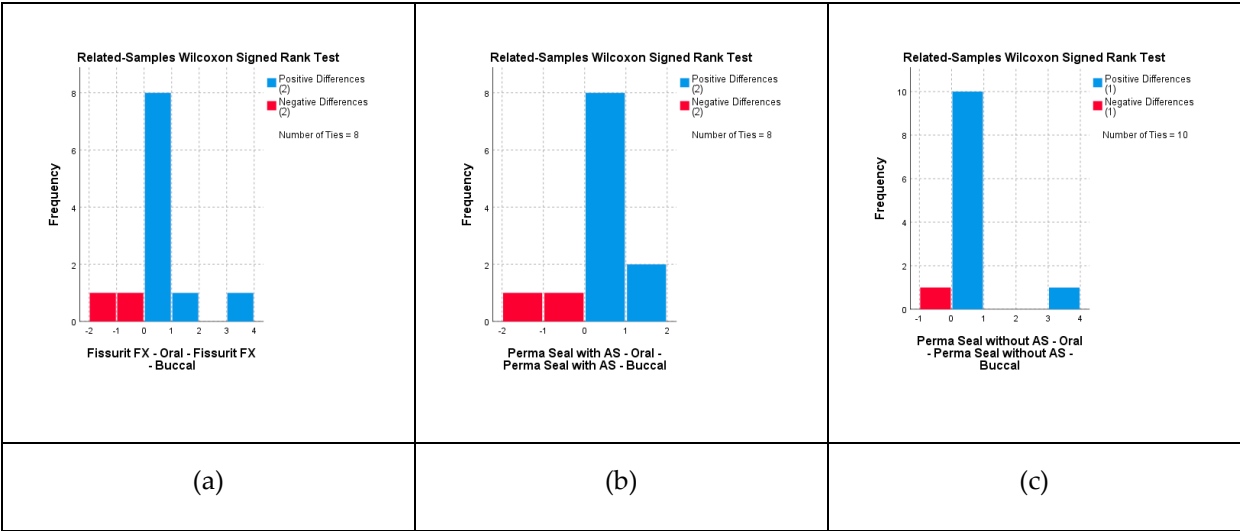 Related-Samples Wilcoxon Signed Rank Test
Positive Differences
(2)
Negative Differences
(2)
Number of Ties = 8
Frequency
8
6
4
2
0
-2 -1 0 1 2 3 4
Fissurit FX - Oral - Fissurit FX
- Buccal
Related-Samples Wilcoxon Signed Rank Test
Positive Differences
(2)
Negative Differences
(2)
Number of Ties = 8
Frequency
8
6
4
2
0
-2 -1 0 1 2
Perma Seal with AS - Oral -
Perma Seal with AS - Buccal
Related-Samples Wilcoxon Signed Rank Test
Positive Differences
(1)
Negative Differences
(1)
Number of Ties = 10
Frequency
10
8
6
4
2
0
-1 0 1 2 3 4
Perma Seal without AS - Oral
- Perma Seal without AS -
Buccal
(a)
(b)
(c)